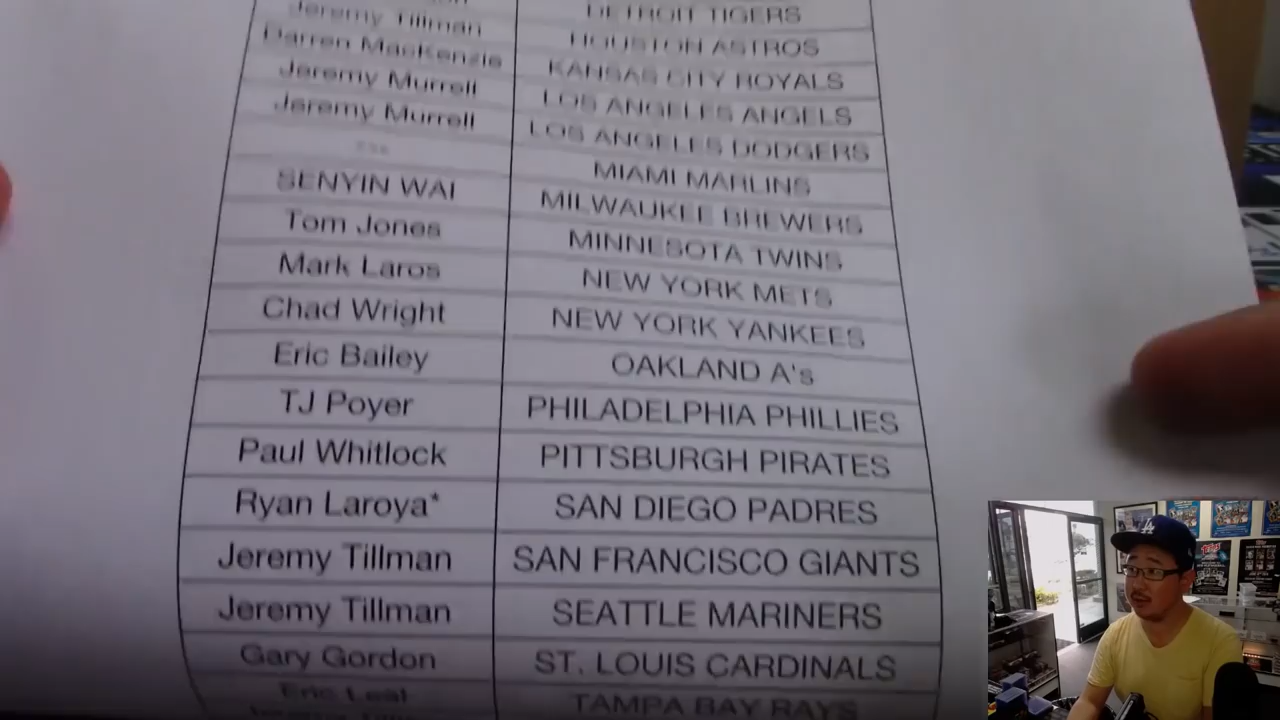 DETROIT TIGERS
Jeremy Tillman HOUSTON ASTROS
Darren MacKenzie KANSAS CITY ROYALS
Jeremy Murrell LOS ANGELES ANGELS
Jeremy Murrell LOS ANGELES DODGERS
MIAMI MARLINS
SENYIN WAI MILWAUKEE BREWERS
Tom Jones MINNESOTA TWINS
Mark Laros NEW YORK METS
Chad Wright NEW YORK YANKEES
Eric Bailey OAKLAND A's
TJ Poyer PHILADELPHIA PHILLIES
Paul Whitlock PITTSBURGH PIRATES
Ryan Laroya* SAN DIEGO PADRES
Jeremy Tillman SAN FRANCISCO GIANTS
Jeremy Tillman SEATTLE MARINERS
Gary Gordon ST. LOUIS CARDINALS
Eric Leal TAMPA BAY RAYS